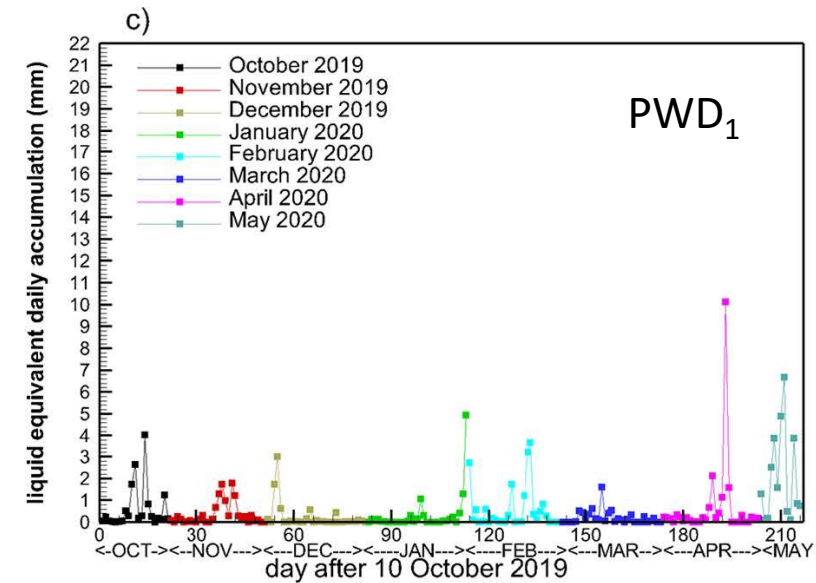 c)
22
21
20
19
18
17
16
15
14
13
12
11
10
9
8
7
6
5
4
3
2
1
0
liquid equivalent daily accumulation (mm)
October 2019
November 2019
December 2019
January 2020
February 2020
March 2020
April 2020
May 2020
PWD1
0 30 60 90 120 150 180 210
<-OCT-><--NOV---><---DEC---><----JAN---><----FEB---><---MAR--><---APR---><MAY
day after 10 October 2019